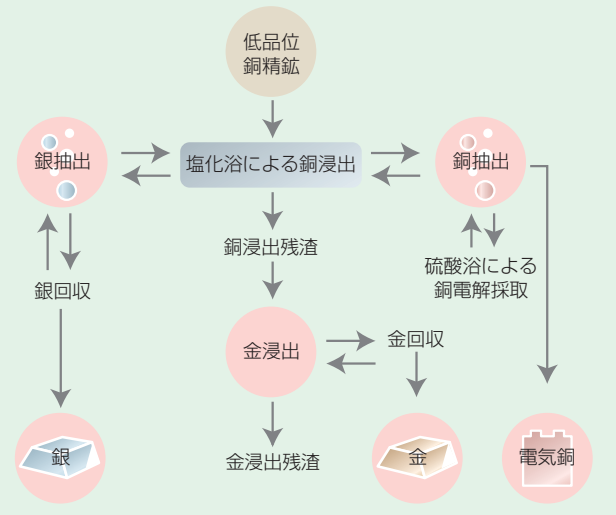 低品位
銅精鉱
銀抽出
塩化浴による銅浸出
銅抽出
銅浸出残渣
硫酸浴による
銅電解採取
銀回収
金浸出
金回収
銀
金浸出残渣
金
電気銅